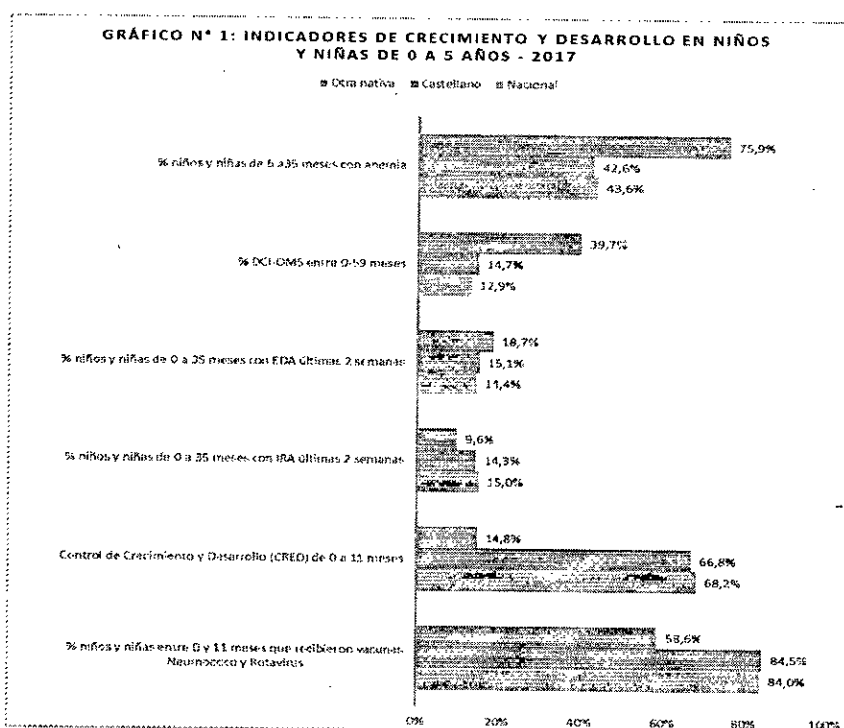 GRÁFICO N° 1: INDICADORES DE CRECIMIENTO Y DESARROLLO EN NIÑOS
Y NIÑAS DE 0 A 5 AÑOS - 2017
Otra nativa Castellano Nacional
% niños y niñas de 6 a35 meses con anemia
75,9%
42,6%
43,6%
% DCI-OMS entre 0-59 meses
39,7%
14,7%
12,9%
% niños y niñas de 0 a 35 meses con EDA últimas 2 semanas
18,7%
15,1%
14,4%
% niños y niñas de 0 a 35 meses con IRA últimas 2 semanas
9,6%
14,3%
15,0%
Control de Crecimiento y Desarrollo (CRED) de 0 a 11 meses
14,8%
66,8%
68,2%
% niños y niñas entre 0 y 11 meses que recibieron vacunas
Neumococo y Rotavirus
58,6%
84,5%
84,0%
0% 20% 40% 60% 80% 100%